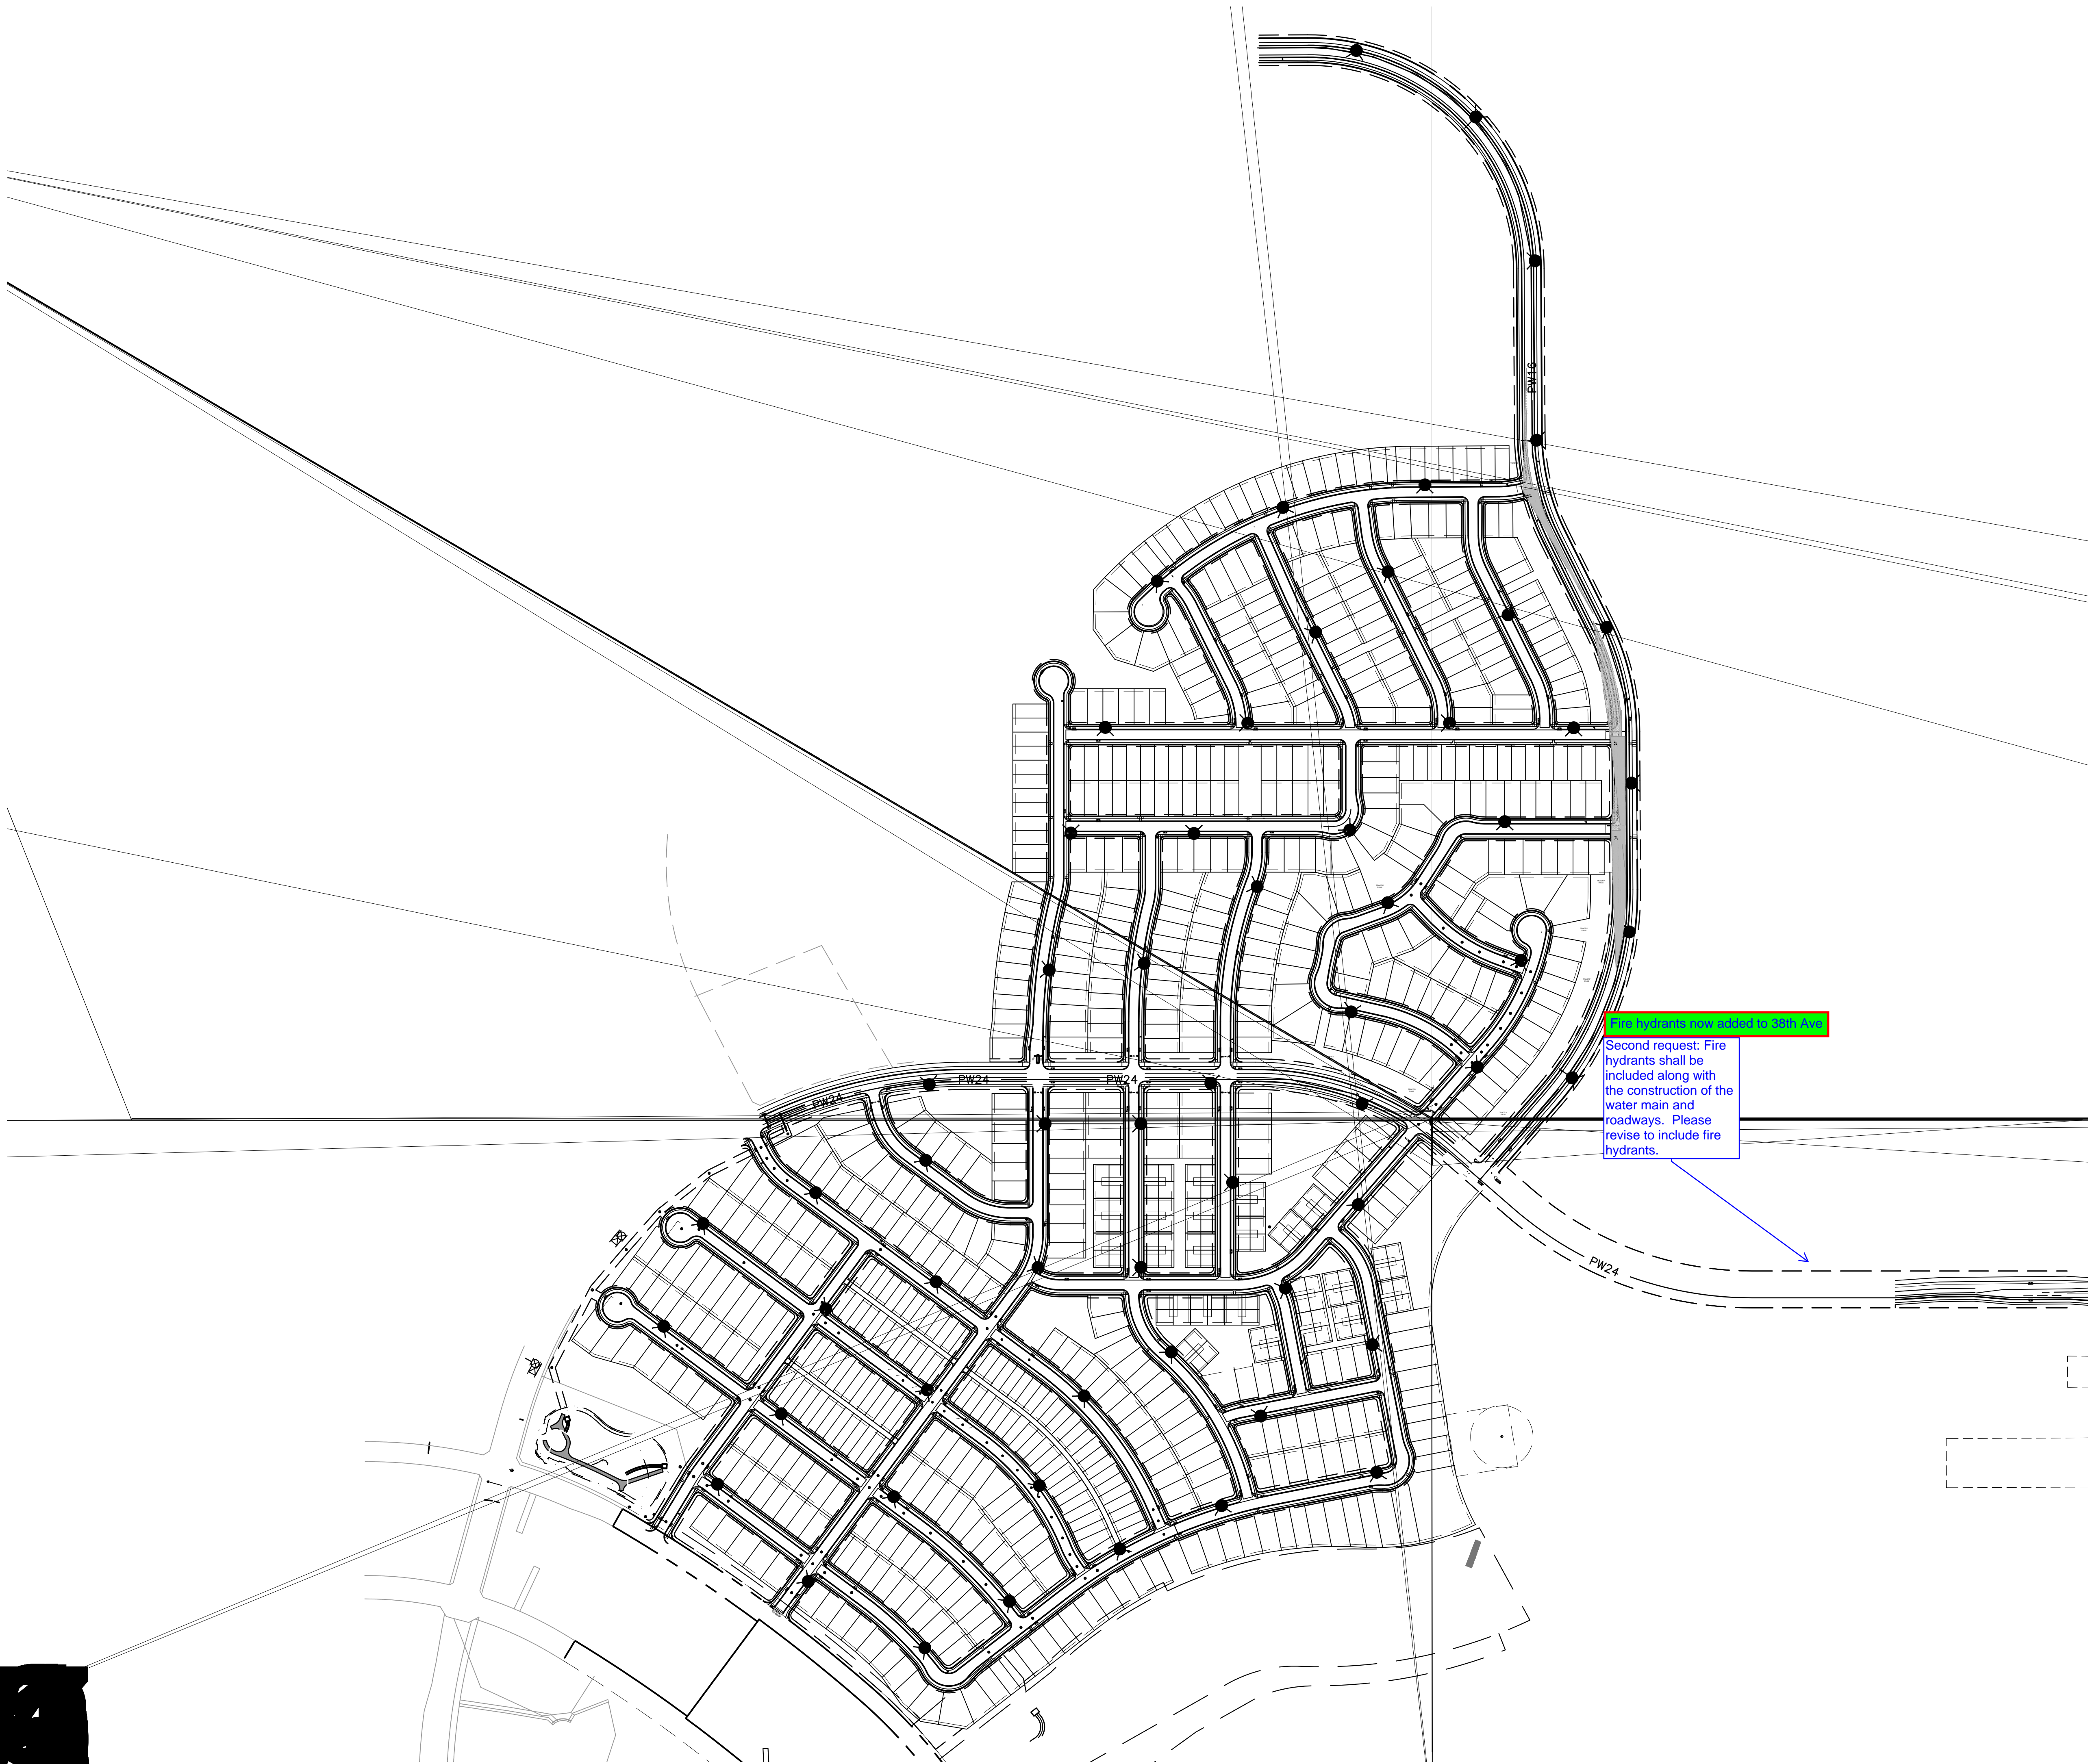 PW16
Fire hydrants now added to 38th Ave
Second request: Fire
hydrants shall be
included along with
the construction of the
water main and
roadways.  Please
revise to include fire
hydrants.
PW24
PW24
PW24
PW24